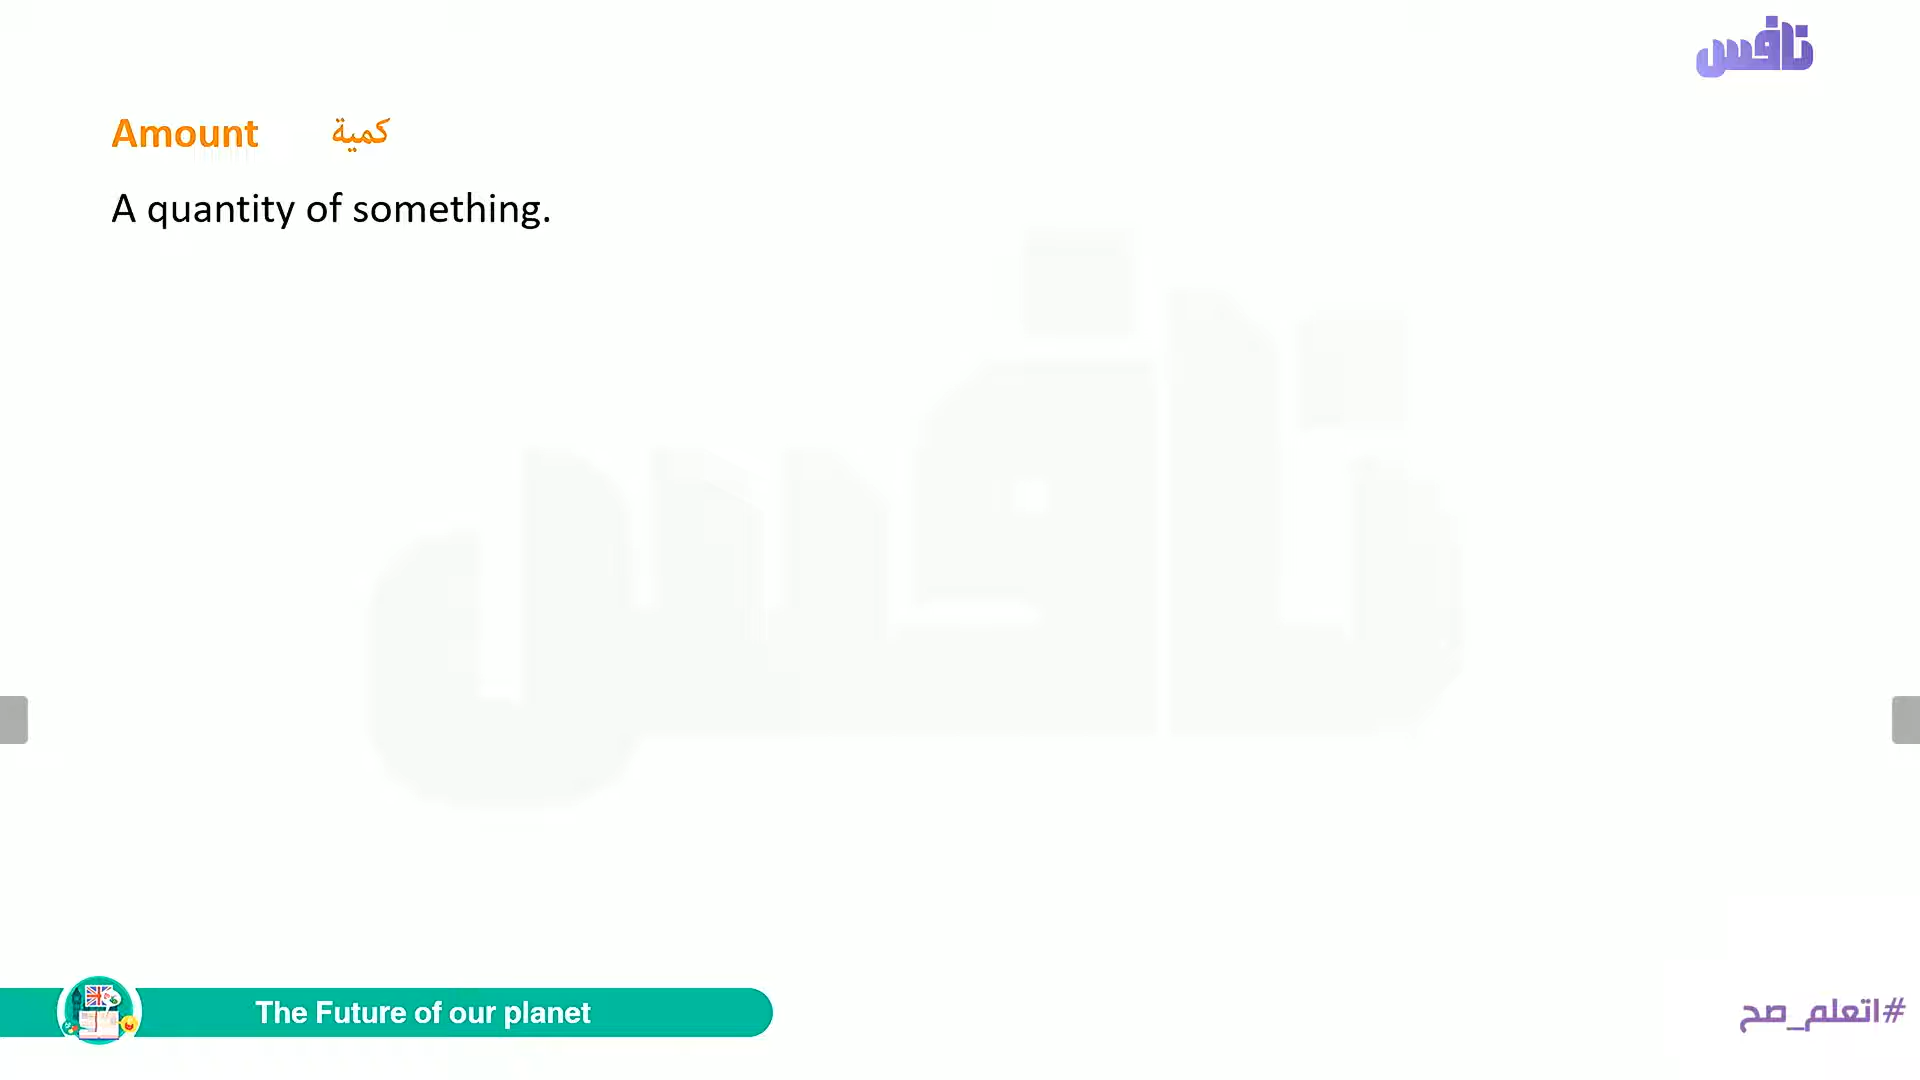 نافس
Amount كمية
A quantity of something.
The Future of our planet
#اتعلم_صح